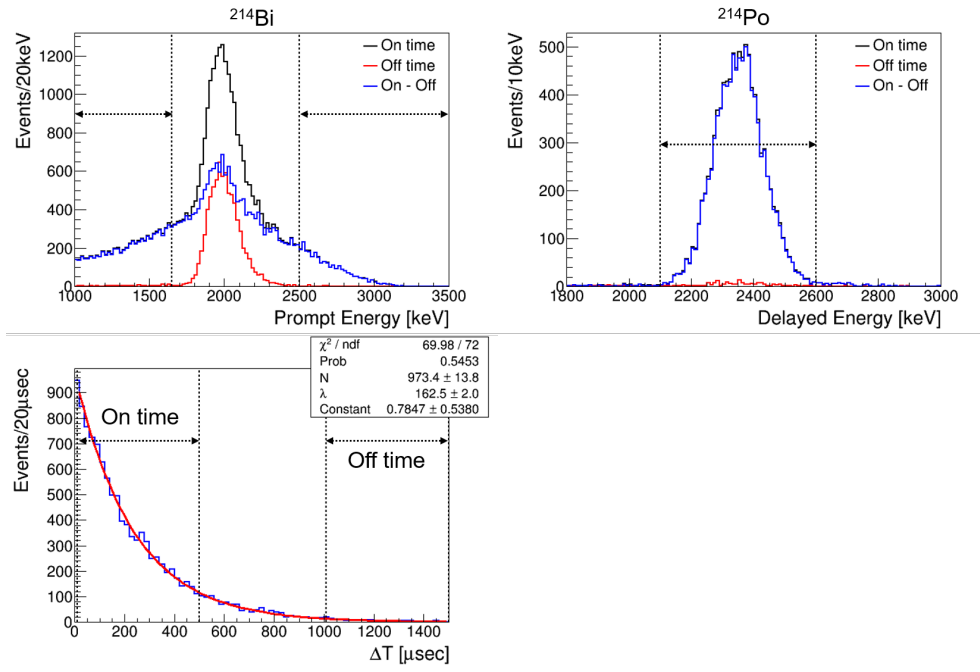 ²¹⁴Bi
Events/20keV
1200
1000
800
600
400
200
0
On time
Off time
On - Off
1000 1500 2000 2500 3000 3500
Prompt Energy [keV]
²¹⁴Po
Events/10keV
500
400
300
200
100
0
On time
Off time
On - Off
1800 2000 2200 2400 2600 2800 3000
Delayed Energy [keV]
χ² / ndf 69.98 / 72
Prob 0.5453
N 973.4 ± 13.8
λ 162.5 ± 2.0
Constant 0.7847 ± 0.5380
Events/20μsec
900
800
700
600
500
400
300
200
100
0
On time
Off time
0 200 400 600 800 1000 1200 1400
ΔT [μsec]